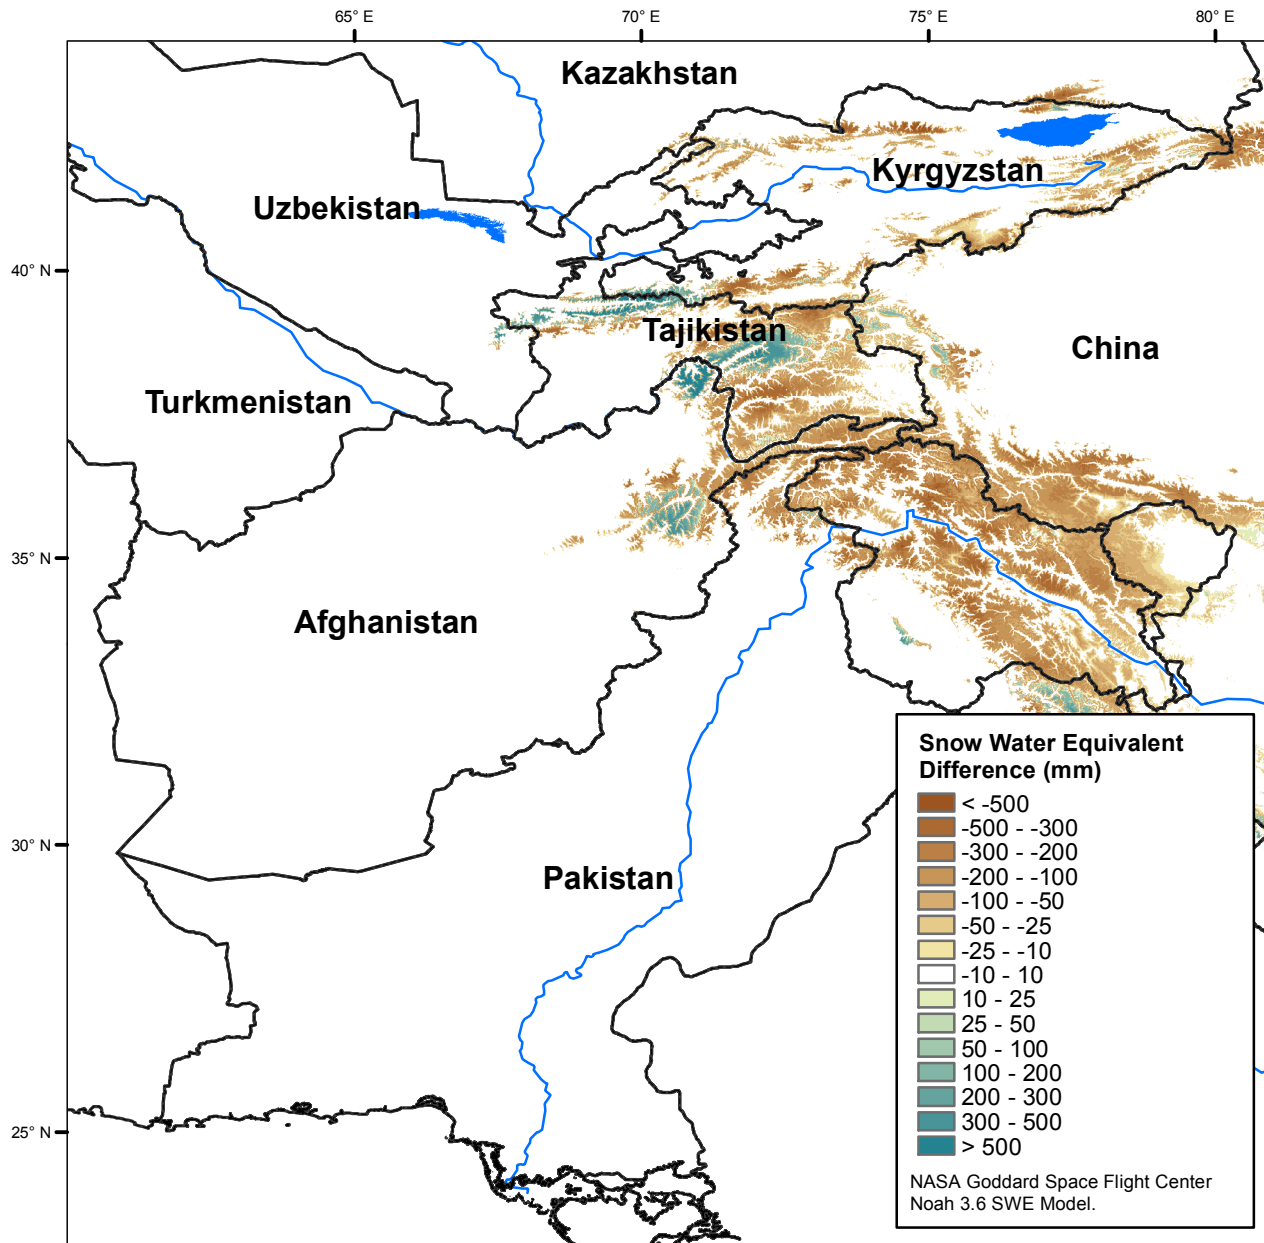 65° E 70° E 75° E 80° E
Kazakhstan
Kyrgyzstan
Uzbekistan
40° N
Tajikistan
China
Turkmenistan
35° N
Afghanistan
Snow Water Equivalent
Difference (mm)
< -500
-500 - -300
-300 - -200
-200 - -100
-100 - -50
-50 - -25
-25 - -10
-10 - 10
10 - 25
25 - 50
50 - 100
100 - 200
200 - 300
300 - 500
> 500
NASA Goddard Space Flight Center
Noah 3.6 SWE Model.
30° N
Pakistan
25° N